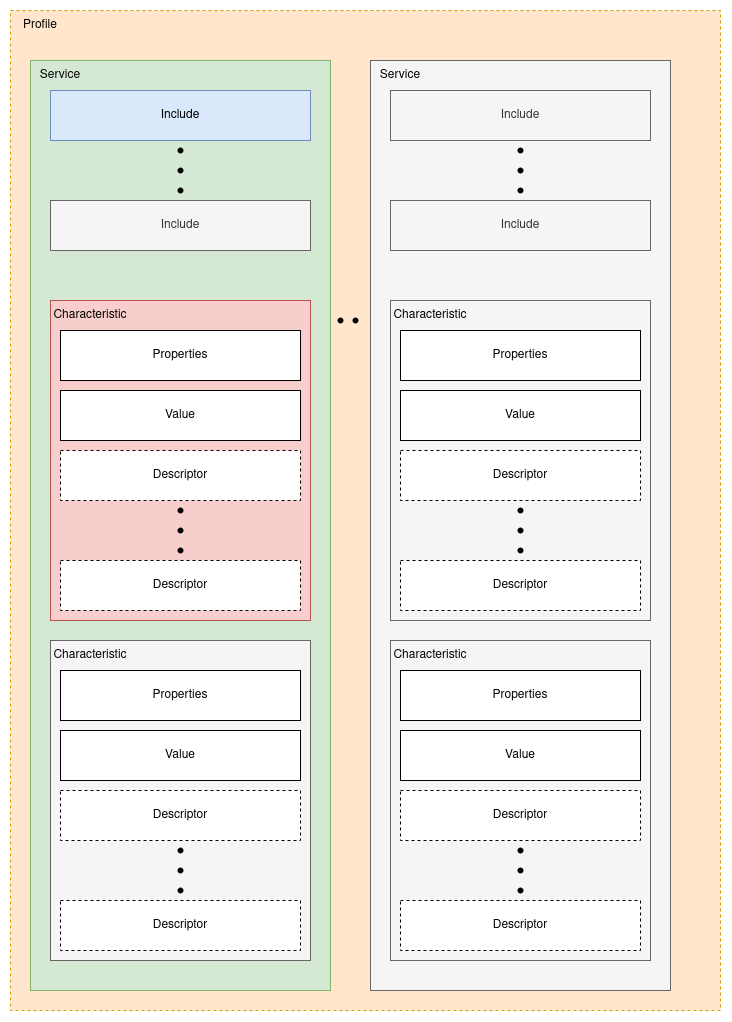 Profile
Service
Include
Include
Characteristic
Properties
Value
Descriptor
Descriptor
Characteristic
Properties
Value
Descriptor
Descriptor
Service
Include
Include
Characteristic
Properties
Value
Descriptor
Descriptor
Characteristic
Properties
Value
Descriptor
Descriptor